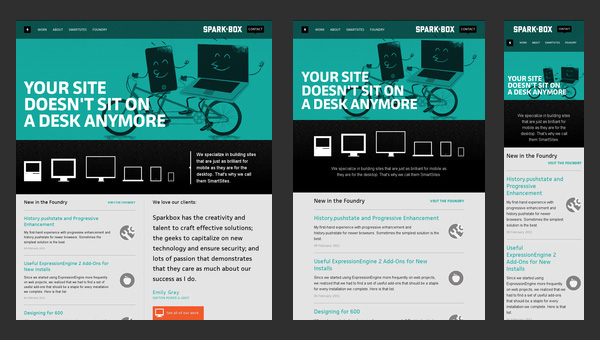 WORK ABOUT SMARTSITES FOUNDRY
SPARK·BOX
CONTACT
YOUR SITE
DOESN'T SIT ON
A DESK ANYMORE
We specialize in building sites
that are just as brilliant for
mobile as they are for the
desktop. That's why we call
them SmartSites.
New in the Foundry
VISIT THE FOUNDRY
History.pushstate and Progressive
Enhancement
My first hand experience with progressive enhancement and
history.pushstate for newer browsers. Sometimes the simplest
solution is the best.
Useful ExpressionEngine 2 Add-Ons for
New Installs
Since we started using ExpressionEngine more frequently
on web projects, we realized that we had to find a set of
useful add-ons that should be a staple for every installation
we complete. Here is that list.
Designing for 600
We love our clients:
Sparkbox has the creativity and
talent to craft effective solutions;
the geeks to capitalize on new
technology and ensure security; and
lots of passion that demonstrates
that they care as much about our
success as I do.
Emily Gray
See all of our work
WORK ABOUT SMARTSITES FOUNDRY
SPARK·BOX
CONTACT
YOUR SITE
DOESN'T SIT ON
A DESK ANYMORE
We specialize in building sites that are just as brilliant for mobile as
they are for the desktop. That's why we call them SmartSites.
New in the Foundry
VISIT THE FOUNDRY
History.pushstate and Progressive Enhancement
My first hand experience with progressive enhancement and
history.pushstate for newer browsers. Sometimes the simplest solution is the
best.
Useful ExpressionEngine 2 Add-Ons for New Installs
Since we started using ExpressionEngine more frequently on web projects,
we realized that we had to find a set of useful add-ons that should be a
staple for every installation we complete. Here is that list.
Designing for 600
SPARK·BOX
CONTACT
WORK ABOUT SMARTSITES FOUNDRY
YOUR SITE
DOESN'T SIT ON
A DESK ANYMORE
We specialize in building sites
that are just as brilliant for
mobile as they are for the
desktop. That's why we call
them SmartSites.
New in the Foundry
VISIT THE FOUNDRY
History.pushstate and
Progressive
Enhancement
My first hand experience with
progressive enhancement and
history.pushstate for newer
browsers. Sometimes the
simplest solution is the best.
Useful
ExpressionEngine 2
Add-Ons for New
Installs
Since we started using
ExpressionEngine more
frequently on web projects, we
realized that we had to find a
set of useful add-ons that
should be a staple for every
installation we complete. Here
is that list.